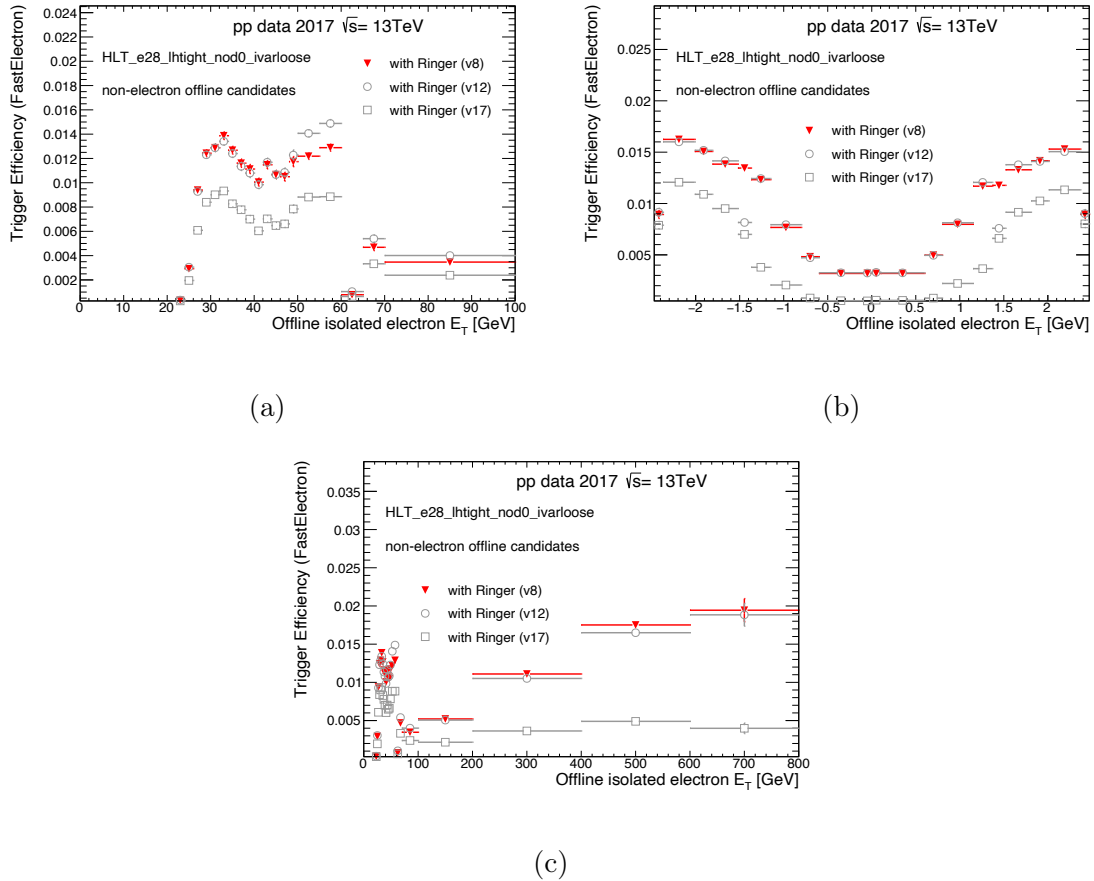 pp data 2017 √s= 13TeV
HLT_e28_lhtight_nod0_ivarloose
non-electron offline candidates
with Ringer (v8)
with Ringer (v12)
with Ringer (v17)
Trigger Efficiency (FastElectron)
0.024
0.022
0.02
0.018
0.016
0.014
0.012
0.01
0.008
0.006
0.004
0.002
0 10 20 30 40 50 60 70 80 90 100
Offline isolated electron E_T [GeV]
(a)
pp data 2017 √s= 13TeV
HLT_e28_lhtight_nod0_ivarloose
non-electron offline candidates
with Ringer (v8)
with Ringer (v12)
with Ringer (v17)
Trigger Efficiency (FastElectron)
0.025
0.02
0.015
0.01
0.005
−2 −1.5 −1 −0.5 0 0.5 1 1.5 2
Offline isolated electron E_T [GeV]
(b)
pp data 2017 √s= 13TeV
HLT_e28_lhtight_nod0_ivarloose
non-electron offline candidates
with Ringer (v8)
with Ringer (v12)
with Ringer (v17)
Trigger Efficiency (FastElectron)
0.035
0.03
0.025
0.02
0.015
0.01
0.005
0 100 200 300 400 500 600 700 800
Offline isolated electron E_T [GeV]
(c)